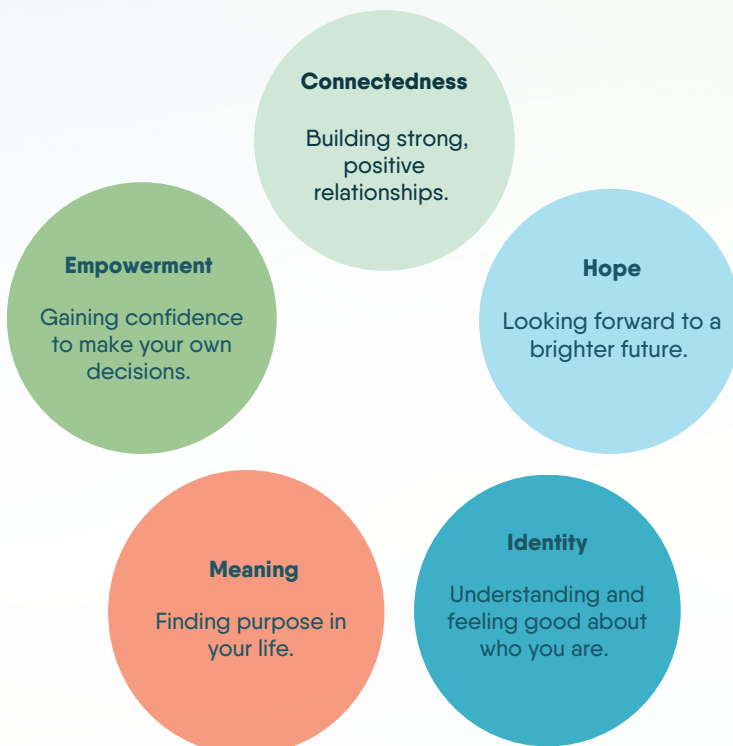 Connectedness
Building strong,
positive
relationships.
Hope
Looking forward to a
brighter future.
Identity
Understanding and
feeling good about
who you are.
Meaning
Finding purpose in
your life.
Empowerment
Gaining confidence
to make your own
decisions.